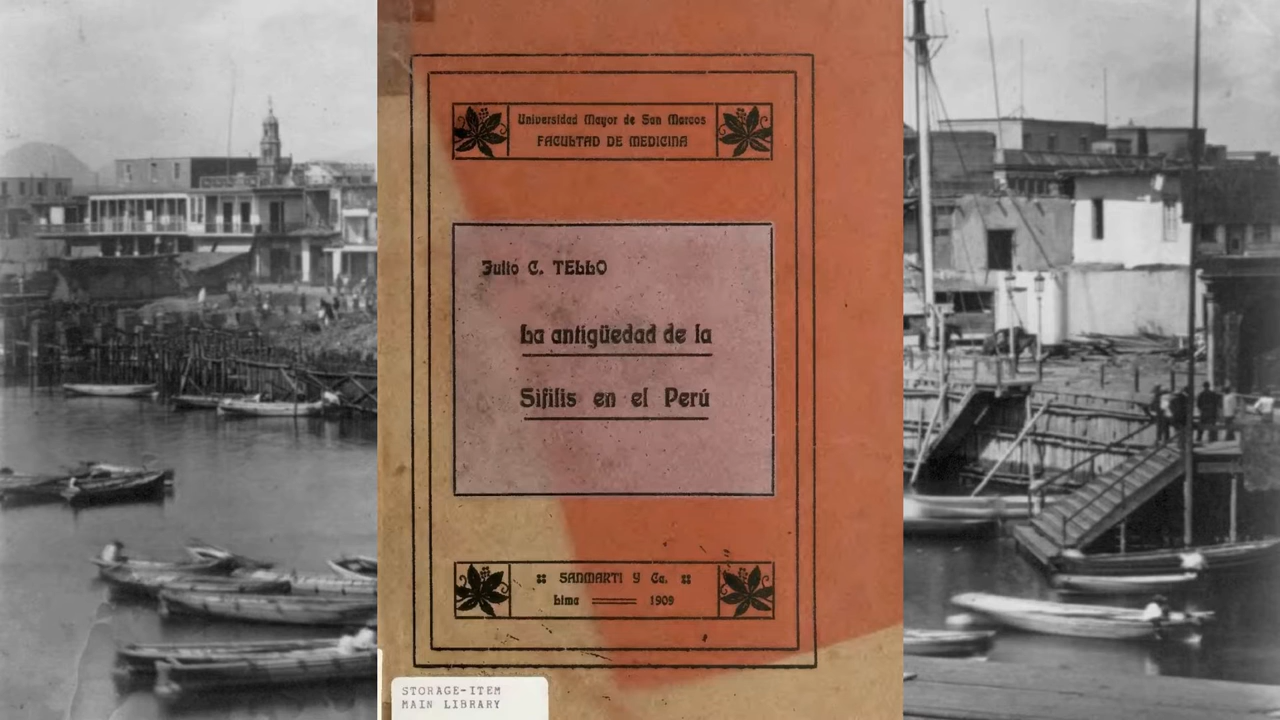 Universidad Mayor de San Marcos
FACULTAD DE MEDICINA
Julio C. TELLO
La antigüedad de la
Sifilis en el Perú
SANMARTI Y Ca.
Lima 1909
STORAGE-ITEM
MAIN LIBRARY